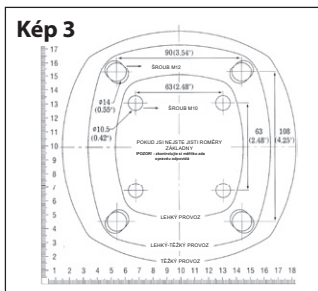 Kép 3
17
16
15
14
13
12
11
10
9
8
7
6
5
4
3
2
1
90(3.54")
ŠROUB M12
ø14
(0.55")
63(2.48")
ŠROUB M10
ø10.5
(0.42")
POKUD JSI NEJSTE JISTI ROMĚRY
ZÁKLADNY
63
(2.48")
108
(4.25")
LEHKÝ PROVOZ
LEHKÝ-TĚŽKÝ PROVOZ
TĚŽKÝ PROVOZ
1 2 3 4 5 6 7 8 9 10 11 12 13 14 15 16 17 18